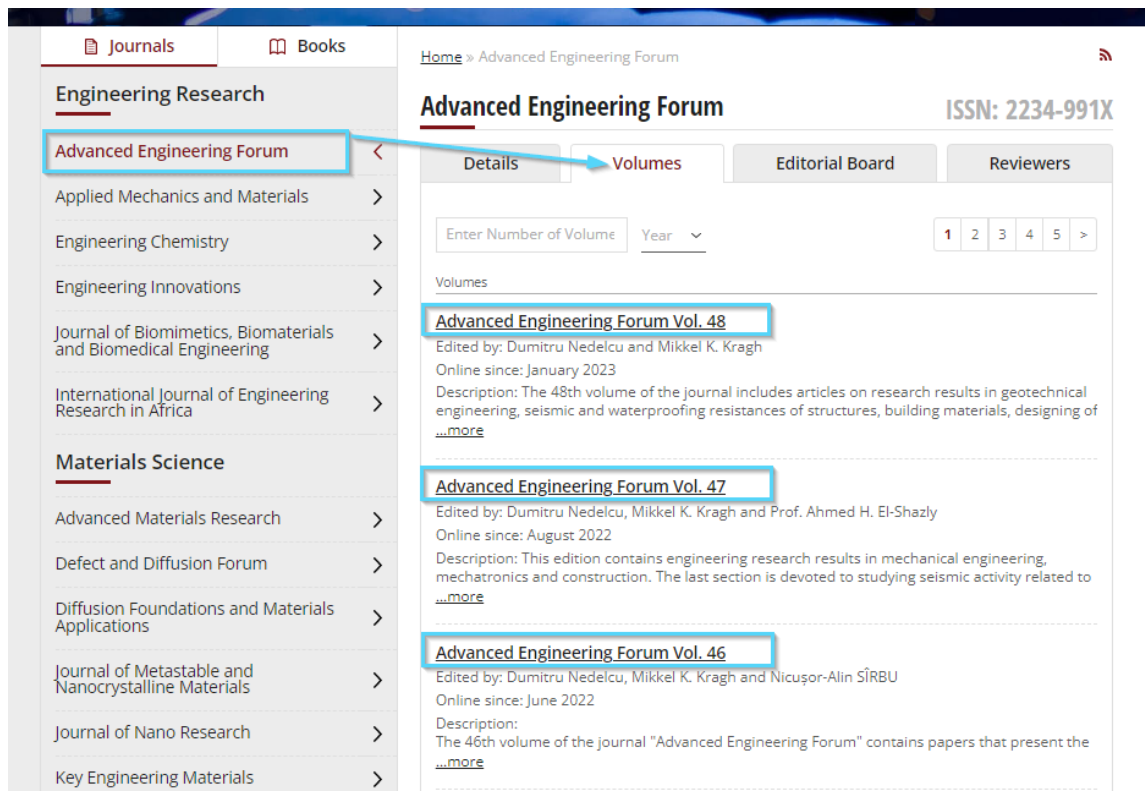 Journals
Books
Engineering Research
Advanced Engineering Forum
Applied Mechanics and Materials
Engineering Chemistry
Engineering Innovations
Journal of Biomimetics, Biomaterials
and Biomedical Engineering
International Journal of Engineering
Research in Africa
Materials Science
Advanced Materials Research
Defect and Diffusion Forum
Diffusion Foundations and Materials
Applications
Journal of Metastable and
Nanocrystalline Materials
Journal of Nano Research
Key Engineering Materials
Home » Advanced Engineering Forum
Advanced Engineering Forum
ISSN: 2234-991X
Details
Volumes
Editorial Board
Reviewers
Enter Number of Volume
Year
1 2 3 4 5 >
Volumes
Advanced Engineering Forum Vol. 48
Edited by: Dumitru Nedelcu and Mikkel K. Kragh
Online since: January 2023
Description: The 48th volume of the journal includes articles on research results in geotechnical
engineering, seismic and waterproofing resistances of structures, building materials, designing of
...more
Advanced Engineering Forum Vol. 47
Edited by: Dumitru Nedelcu, Mikkel K. Kragh and Prof. Ahmed H. El-Shazly
Online since: August 2022
Description: This edition contains engineering research results in mechanical engineering,
mechatronics and construction. The last section is devoted to studying seismic activity related to
...more
Advanced Engineering Forum Vol. 46
Edited by: Dumitru Nedelcu, Mikkel K. Kragh and Nicușor-Alin SÎRBU
Online since: June 2022
Description:
The 46th volume of the journal "Advanced Engineering Forum" contains papers that present the
...more